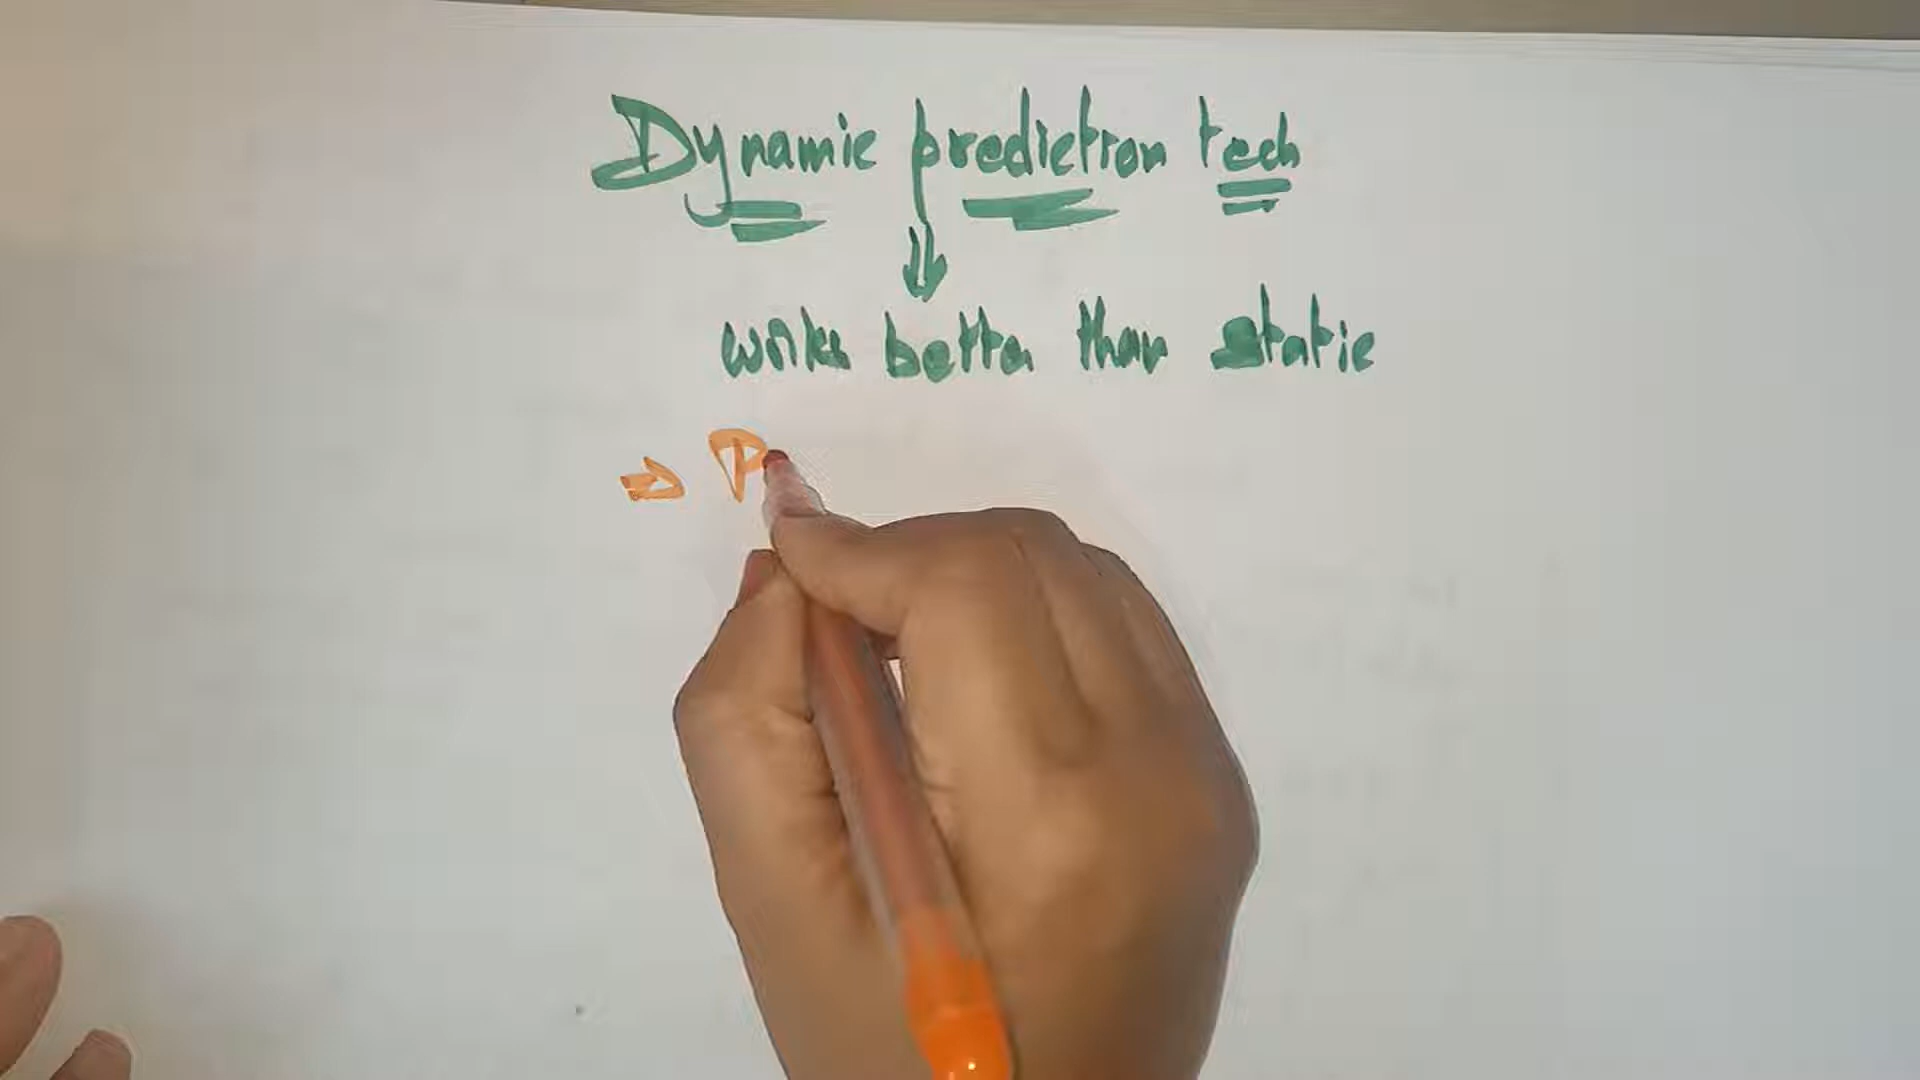 Dynamic prediction tech
⇓
works better than static
⇒ P